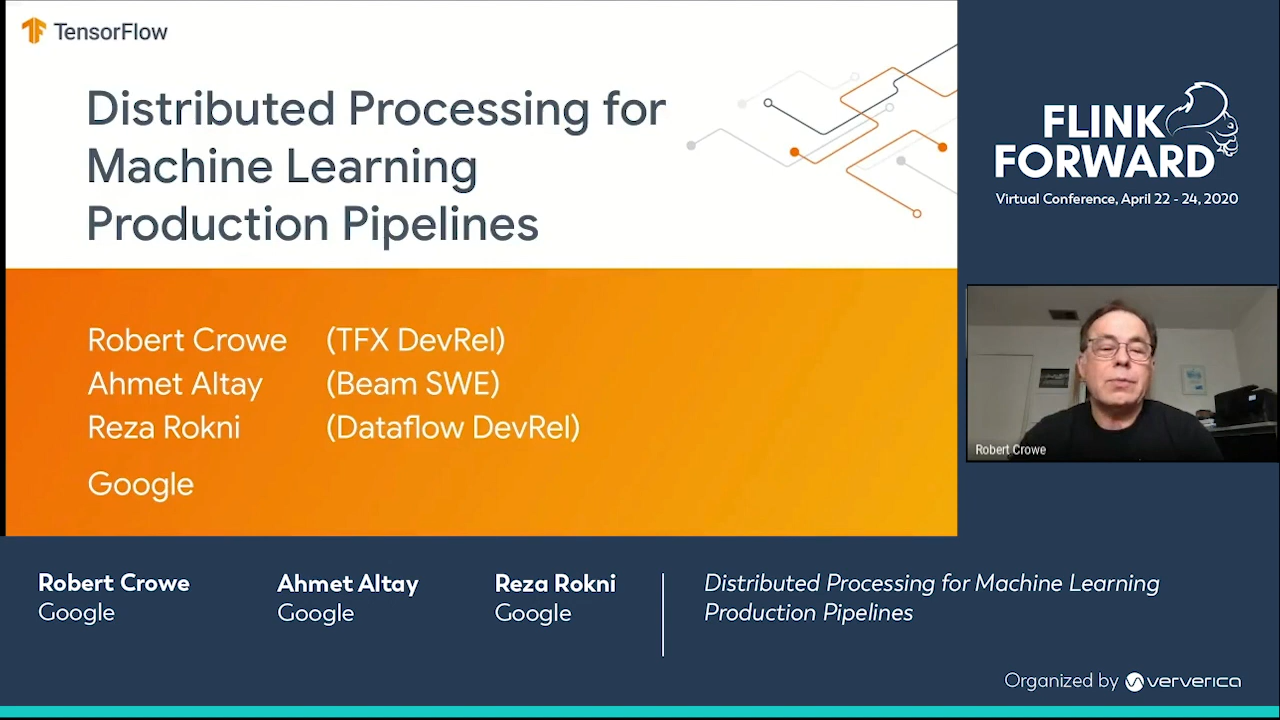 TensorFlow
Distributed Processing for
Machine Learning
Production Pipelines
Robert Crowe (TFX DevRel)
Ahmet Altay (Beam SWE)
Reza Rokni (Dataflow DevRel)
Google
FLINK
FORWARD
Virtual Conference, April 22 - 24, 2020
Robert Crowe
Robert Crowe
Google
Ahmet Altay
Google
Reza Rokni
Google
Distributed Processing for Machine Learning
Production Pipelines
Organized by ververica